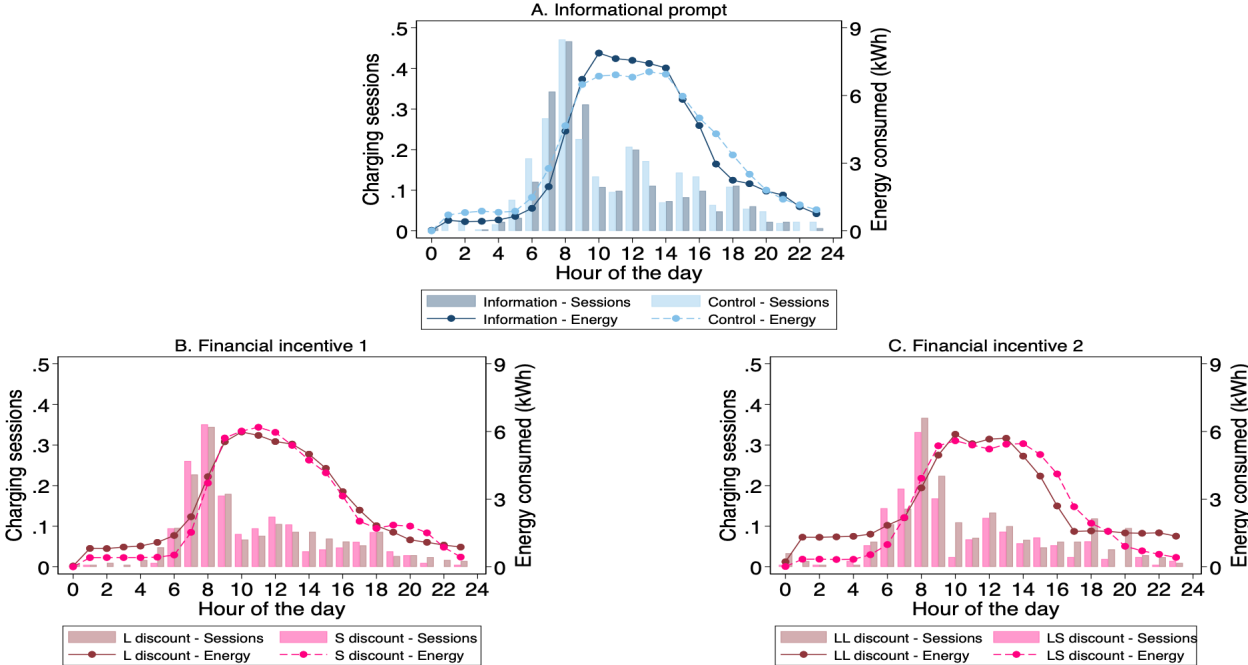 A. Informational prompt
Charging sessions
.5
.4
.3
.2
.1
0
9
6
3
0
Energy consumed (kWh)
0 2 4 6 8 10 12 14 16 18 20 22 24
Hour of the day
Information - Sessions Control - Sessions
Information - Energy Control - Energy
B. Financial incentive 1
Charging sessions
.5
.4
.3
.2
.1
0
9
6
3
0
Energy consumed (kWh)
0 2 4 6 8 10 12 14 16 18 20 22 24
Hour of the day
L discount - Sessions S discount - Sessions
L discount - Energy S discount - Energy
C. Financial incentive 2
Charging sessions
.5
.4
.3
.2
.1
0
9
6
3
0
Energy consumed (kWh)
0 2 4 6 8 10 12 14 16 18 20 22 24
Hour of the day
LL discount - Sessions LS discount - Sessions
LL discount - Energy LS discount - Energy